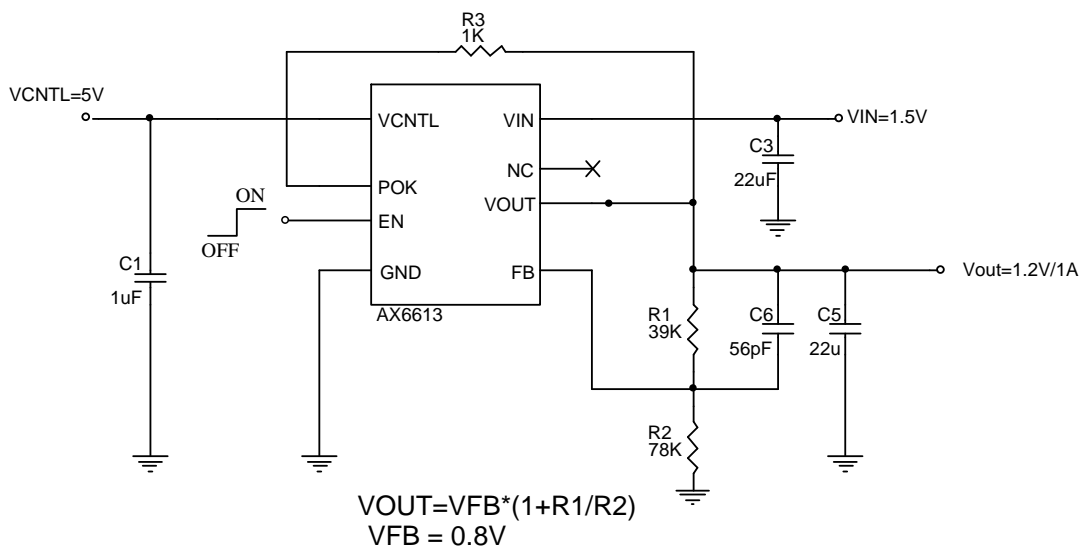 R3
1K
VCNTL=5V
VCNTL
VIN
VIN=1.5V
C3
22uF
NC
POK
ON
OFF
EN
VOUT
C1
1uF
GND
FB
Vout=1.2V/1A
AX6613
R1
39K
C6
56pF
C5
22u
R2
78K
VOUT=VFB*(1+R1/R2)
VFB = 0.8V